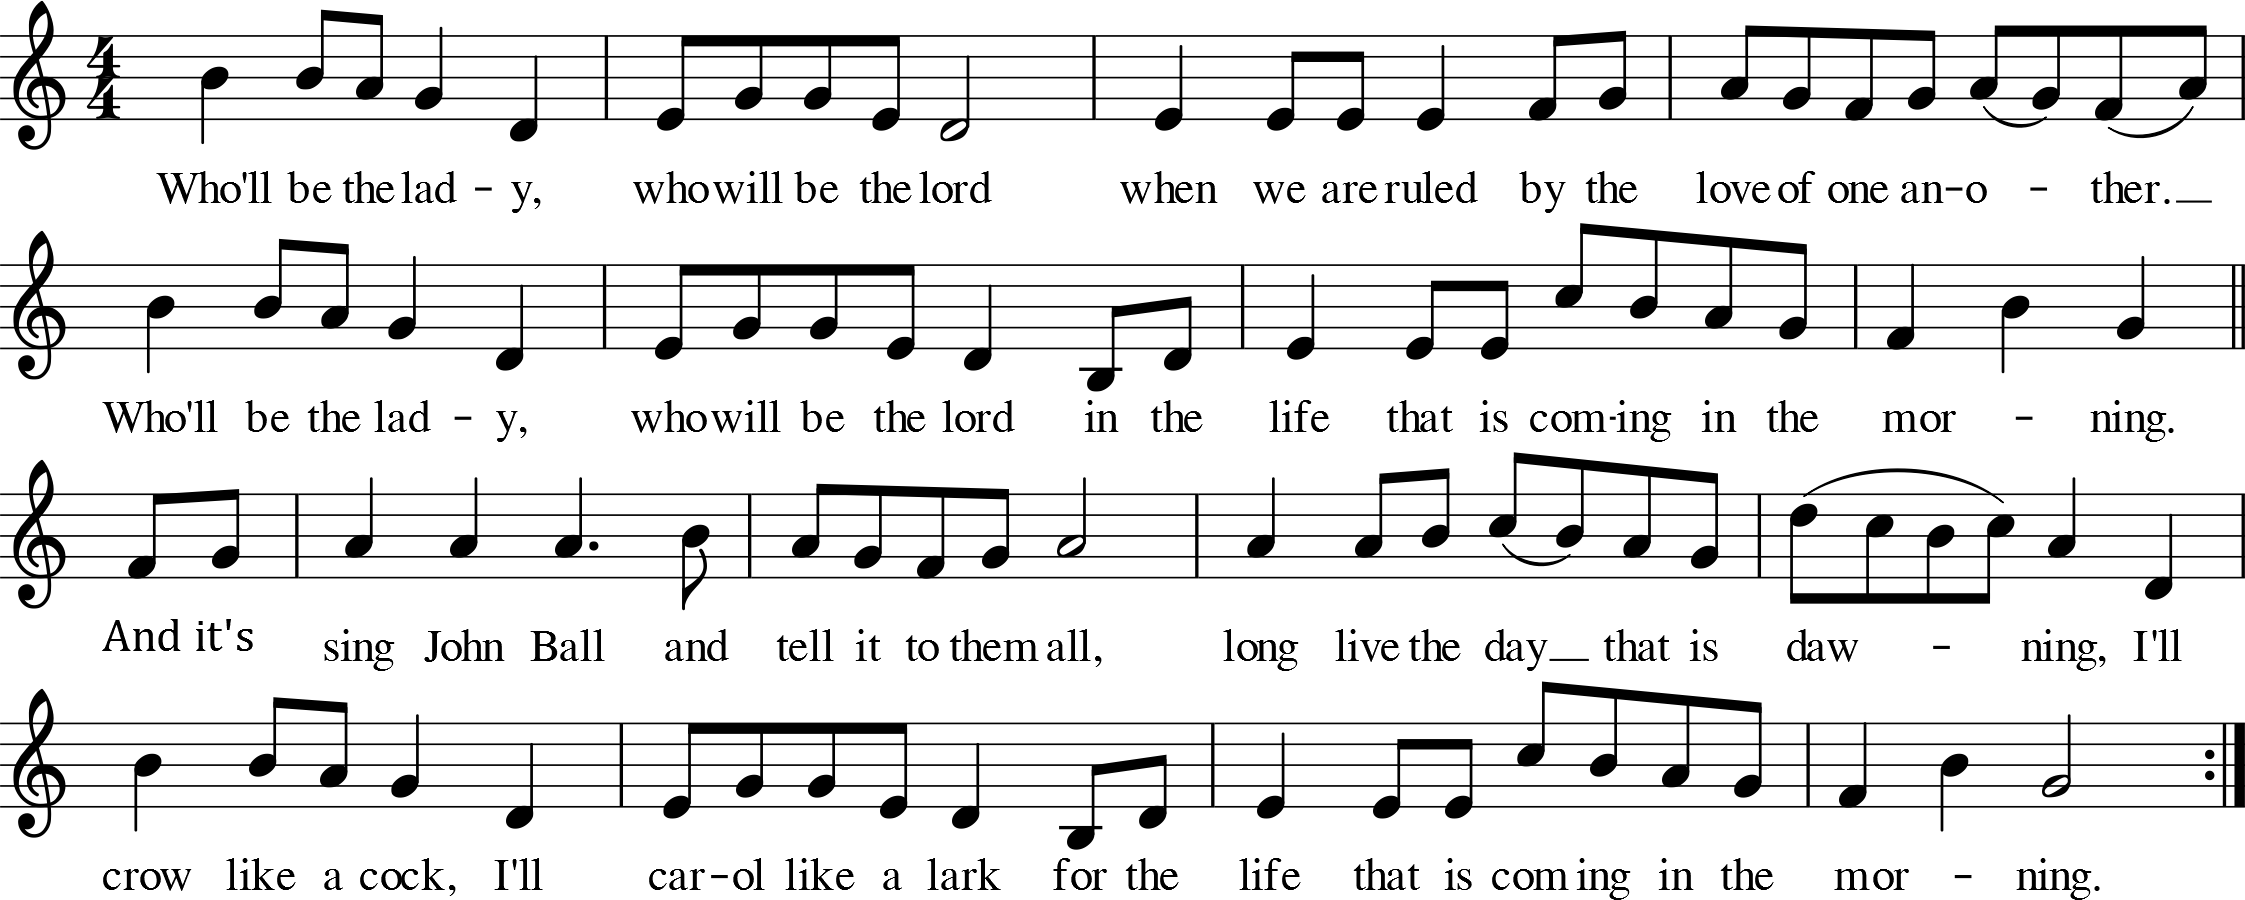 4
4
Who'll be the lad - y, who will be the lord when we are ruled by the love of one an - o - ther.
Who'll be the lad - y, who will be the lord in the life that is com - ing in the mor - ning.
And it's sing John Ball and tell it to them all, long live the day that is daw - ning, I'll
crow like a cock, I'll car - ol like a lark for the life that is com ing in the mor - ning.